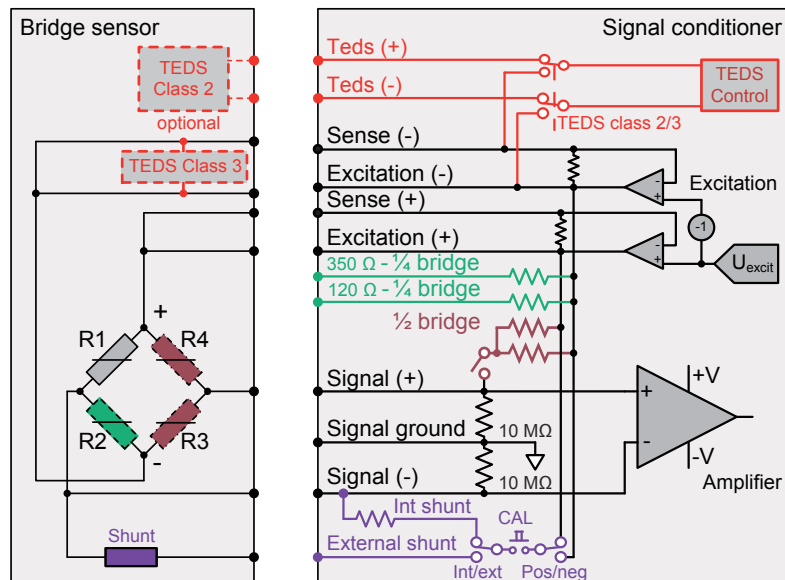 Bridge sensor
Signal conditioner
TEDS
Class 2
optional
TEDS Class 3
+
R1
R4
R2
R3
-
Shunt
Teds (+)
Teds (-)
TEDS
Control
TEDS class 2/3
Sense (-)
Excitation (-)
Sense (+)
Excitation (+)
Excitation
-
+
-1
-
+
Uexcit
350 Ω - ¼ bridge
120 Ω - ¼ bridge
½ bridge
Signal (+)
Signal ground
Signal (-)
10 MΩ
10 MΩ
+
-
+V
-V
Amplifier
Int shunt
CAL
External shunt
Int/ext
Pos/neg